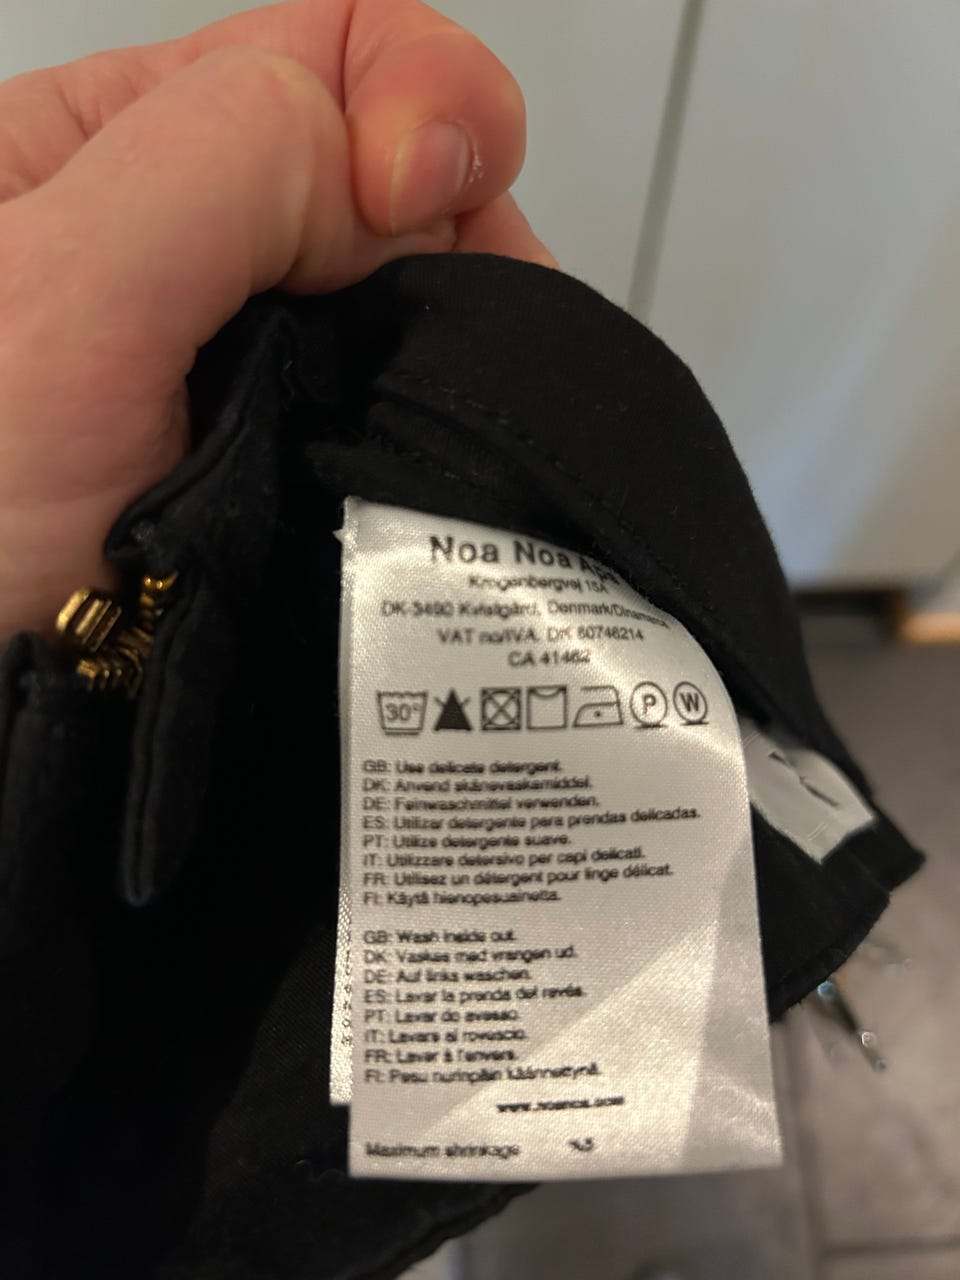 Noa Noa Aps
Krogenbergvej 15A
DK-3490 Kvistgård, Denmark/Dinamarca
VAT no/IVA. DK 60746214
CA 41462
30°
P
W
GB: Use delicate detergent.
DK: Anvend skånevaskemiddel.
DE: Feinwaschmittel verwenden.
ES: Utilizar detergente para prendas delicadas.
PT: Utilize detergente suave.
IT: Utilizzare detersivo per capi delicati.
FR: Utilisez un détergent pour linge délicat.
FI: Käytä hienopesuainetta.
GB: Wash inside out.
DK: Vaskes med vrangen ud.
DE: Auf links waschen.
ES: Lavar la prenda del revés.
PT: Lavar do avesso.
IT: Lavare al rovescio.
FR: Laver à l'envers.
FI: Pesu nurinpäin käännettynä.
www.noanoa.com
Maximum shrinkage